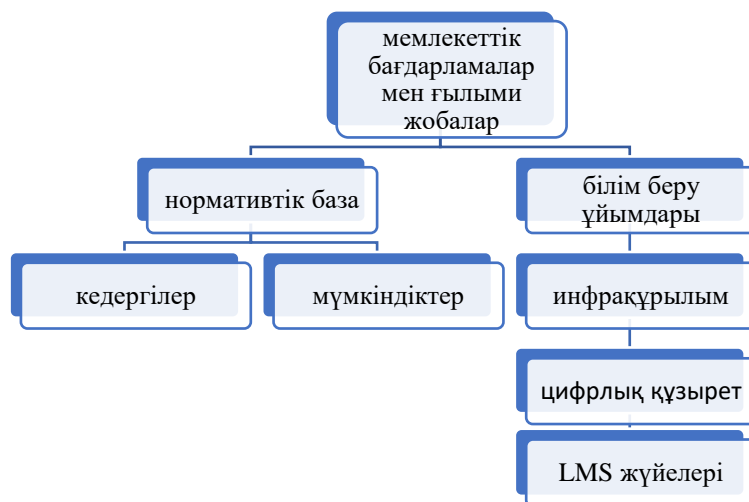 мемлекеттік
бағдарламалар
мен ғылыми
жобалар
нормативтік база
білім беру
ұйымдары
кедергілер
мүмкіндіктер
инфрақұрылым
цифрлық құзырет
LMS жүйелері